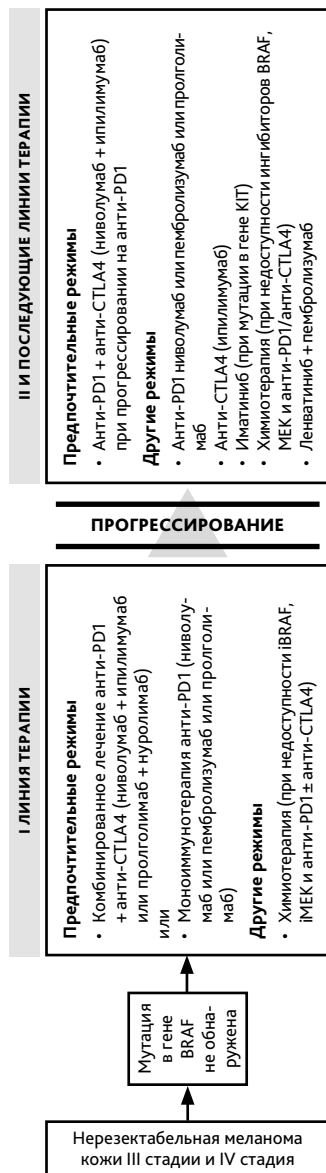 Нерезектабельная меланома
кожи III стадии и IV стадия
Мутация
в гене
BRAF
не обна-
ружена
I ЛИНИЯ ТЕРАПИИ
Предпочтительные режимы
• Комбинированное лечение анти-PD1
+ анти-CTLA4 (ниволумаб + ипилимумаб
или пролголимаб + нуролимаб)
или
• Моноиммунотерапия анти-PD1 (ниволу-
маб или пембролизумаб или пролголи-
маб)
Другие режимы
• Химиотерапия (при недоступности iBRAF,
iMEK и анти-PD1 ± анти-CTLA4)
ПРОГРЕССИРОВАНИЕ
II И ПОСЛЕДУЮЩИЕ ЛИНИИ ТЕРАПИИ
Предпочтительные режимы
• Анти-PD1 + анти-CTLA4 (ниволумаб + ипилимумаб)
при прогрессировании на анти-PD1
Другие режимы
• Анти-PD1 ниволумаб или пембролизумаб или пролголи-
маб
• Анти-CTLA4 (ипилимумаб)
• Иматиниб (при мутации в гене KIT)
• Химиотерапия (при недоступности ингибиторов BRAF,
MEK и анти-PD1/анти-CTLA4)
• Ленватиниб + пембролизумаб